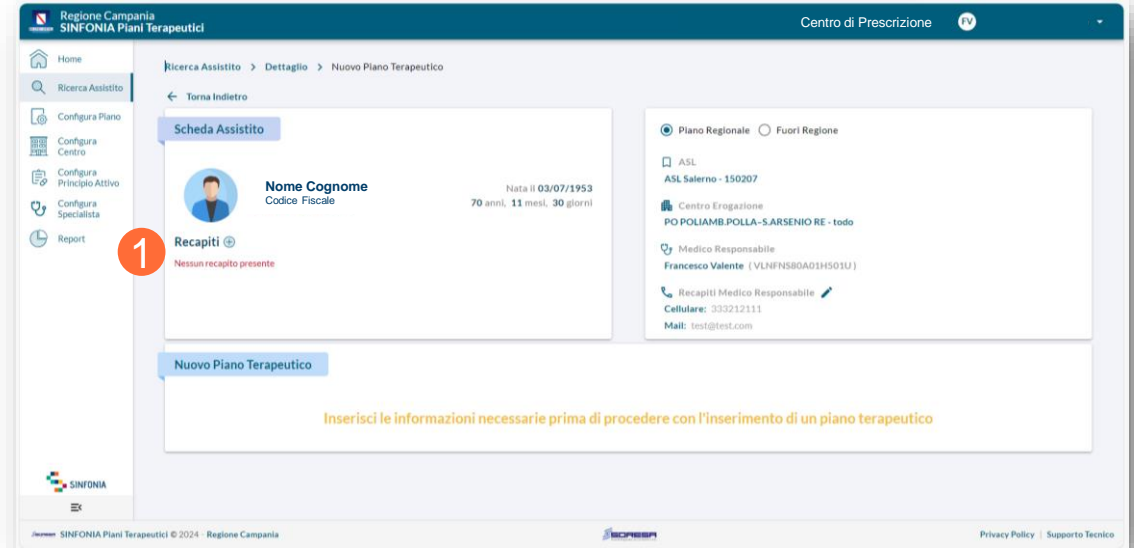 Regione Campania
SINFONIA Piani Terapeutici
Centro di Prescrizione
FV
Home
Ricerca Assistito
Configura Piano
Configura
Centro
Configura
Principio Attivo
Configura
Specialista
Report
Ricerca Assistito > Dettaglio > Nuovo Piano Terapeutico
← Torna Indietro
Scheda Assistito
Nome Cognome
Codice Fiscale
Nata il 03/07/1953
70 anni, 11 mesi, 30 giorni
1
Recapiti
Nessun recapito presente
Piano Regionale
Fuori Regione
ASL
ASL Salerno - 150207
Centro Erogazione
PO POLIAMB.POLLA-S.ARSENIO RE - todo
Medico Responsabile
Francesco Valente (VLNFNS80A01H501U)
Recapiti Medico Responsabile
Cellulare: 333212111
Mail: test@test.com
Nuovo Piano Terapeutico
Inserisci le informazioni necessarie prima di procedere con l'inserimento di un piano terapeutico
SINFONIA
SINFONIA Piani Terapeutici © 2024 - Regione Campania
SORESA
Privacy Policy | Supporto Tecnico